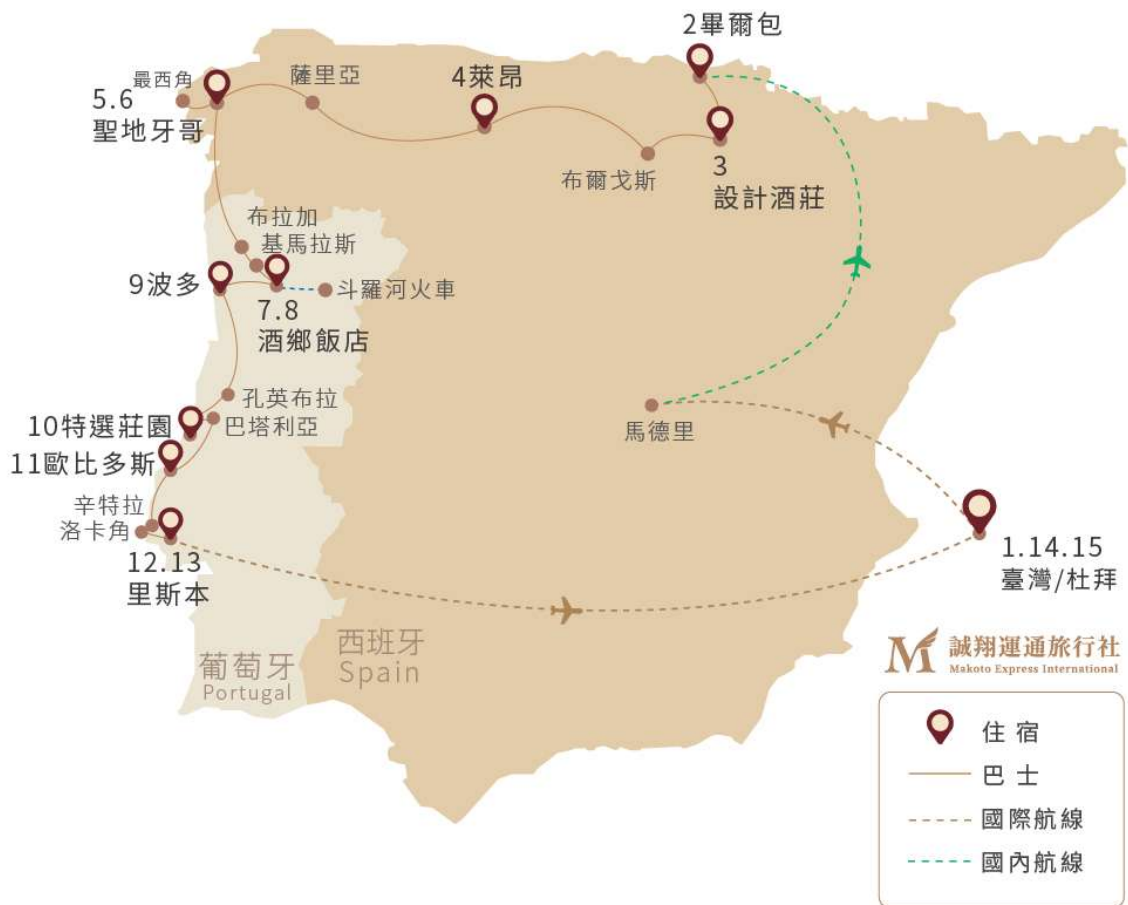 2畢爾包
最西角
薩里亞
4萊昂
5.6
聖地牙哥
布爾戈斯
3
設計酒莊
布拉加
基馬拉斯
9波多
斗羅河火車
7.8
酒鄉飯店
孔英布拉
10特選莊園
巴塔利亞
馬德里
11歐比多斯
辛特拉
洛卡角
12.13
里斯本
1.14.15
臺灣/杜拜
西班牙
Spain
葡萄牙
Portugal
誠翔運通旅行社
Makoto Express International
住宿
巴士
國際航線
國內航線